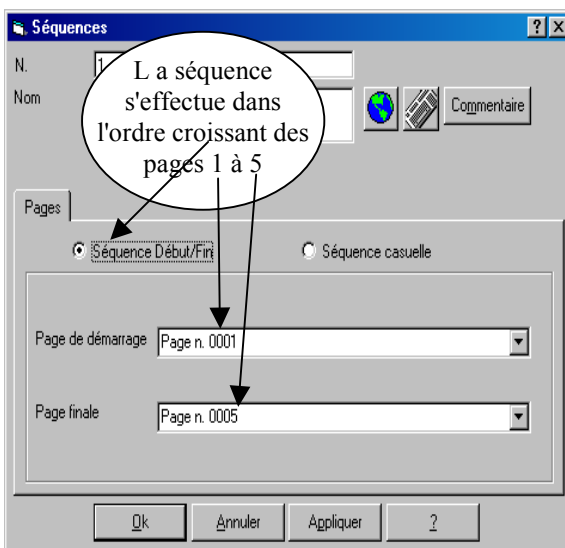 Séquences
N. 1
L a séquence
s'effectue dans
l'ordre croissant des
pages 1 à 5
Nom
Commentaire
Pages
Séquence Début/Fin
Séquence casuelle
Page de démarrage Page n. 0001
Page finale Page n. 0005
Ok Annuler Appliquer ?